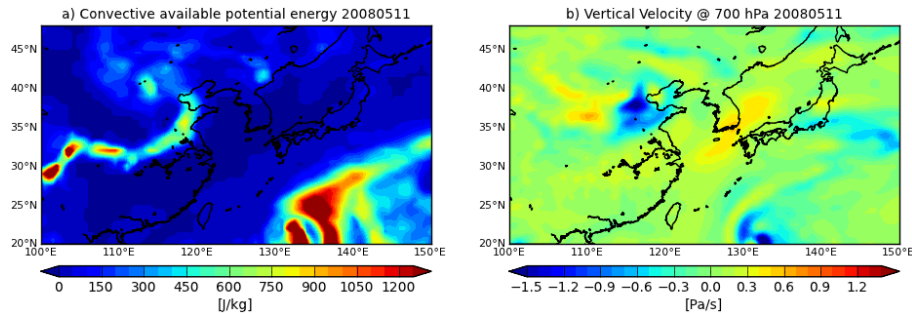 a) Convective available potential energy 20080511
45°N
40°N
35°N
30°N
25°N
20°N
100°E 110°E 120°E 130°E 140°E 150°E
0 150 300 450 600 750 900 1050 1200
[J/kg]
b) Vertical Velocity @ 700 hPa 20080511
45°N
40°N
35°N
30°N
25°N
20°N
100°E 110°E 120°E 130°E 140°E 150°E
−1.5 −1.2 −0.9 −0.6 −0.3 0.0 0.3 0.6 0.9 1.2
[Pa/s]